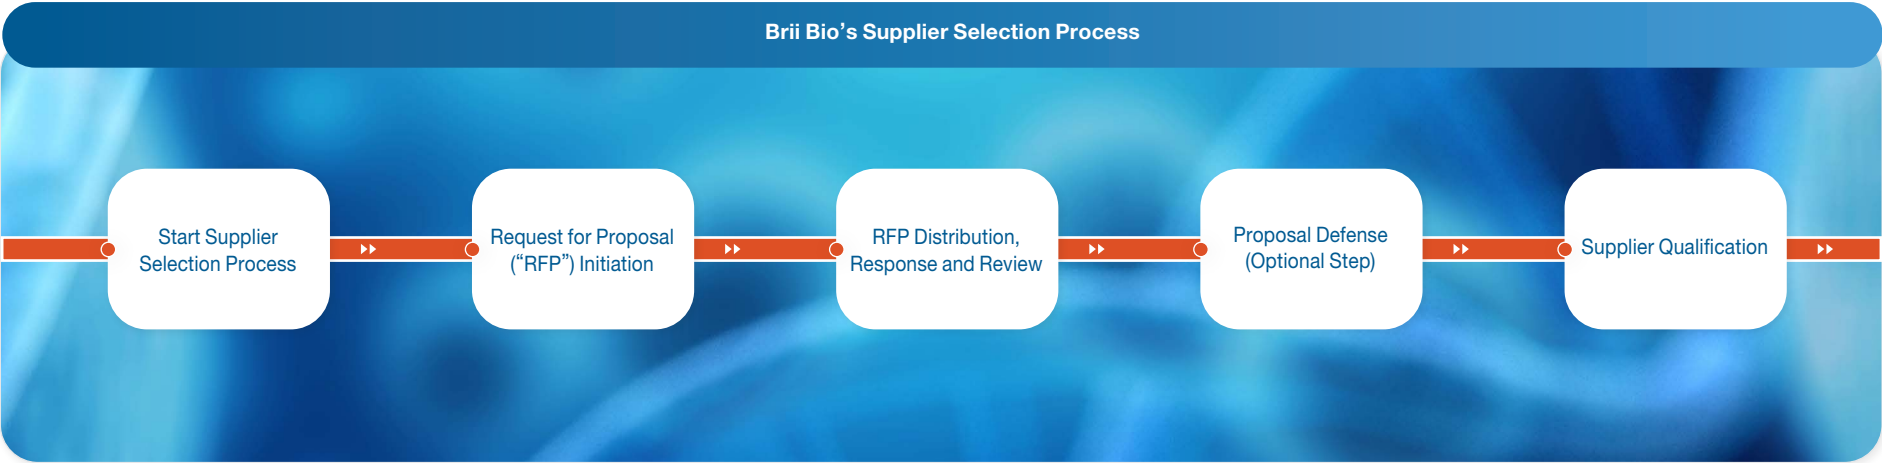 Brii Bio’s Supplier Selection Process
Start Supplier
Selection Process
Request for Proposal
(“RFP”) Initiation
RFP Distribution,
Response and Review
Proposal Defense
(Optional Step)
Supplier Qualification